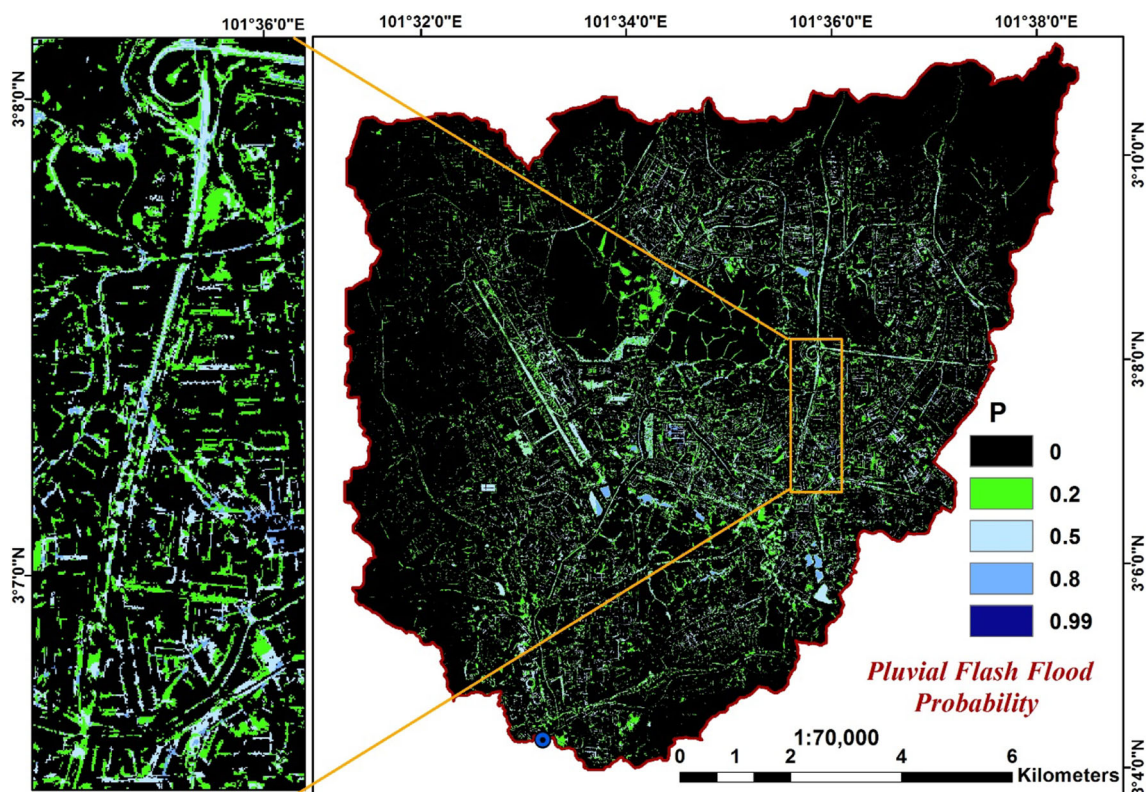 101°36'0"E
101°32'0"E
101°34'0"E
101°36'0"E
101°38'0"E
3°8'0"N
3°7'0"N
3°10'0"N
3°8'0"N
3°6'0"N
3°4'0"N
P
0
0.2
0.5
0.8
0.99
Pluvial Flash Flood
Probability
1:70,000
0 1 2 4 6
Kilometers